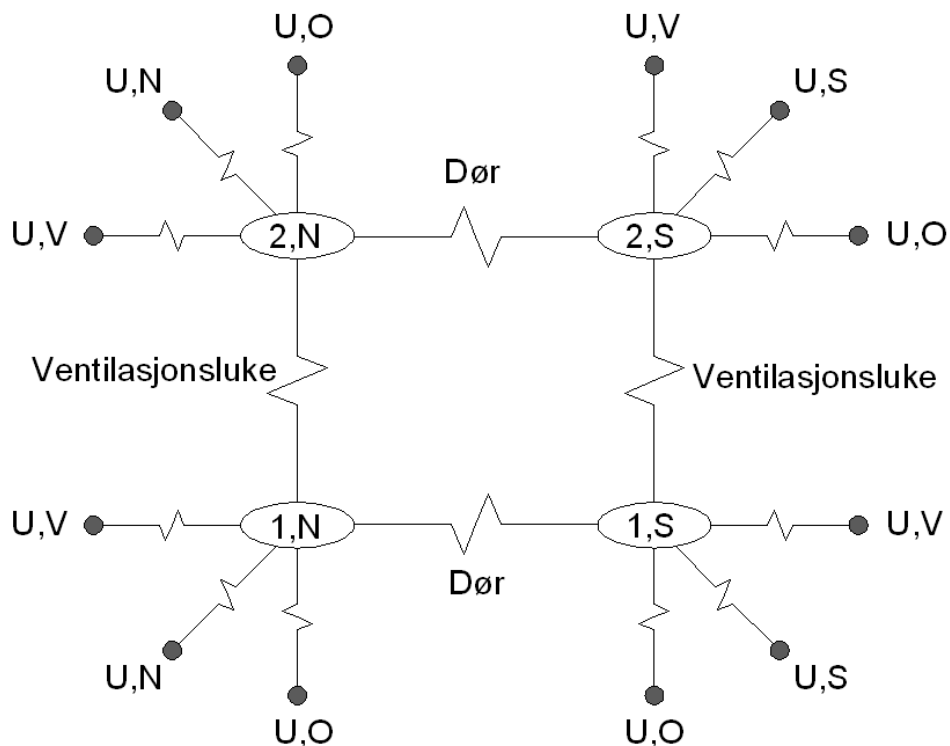 U,O
U,V
U,N
U,S
Dør
U,V
2,N
2,S
U,O
Ventilasjonsluke
Ventilasjonsluke
U,V
1,N
1,S
U,V
Dør
U,N
U,S
U,O
U,O